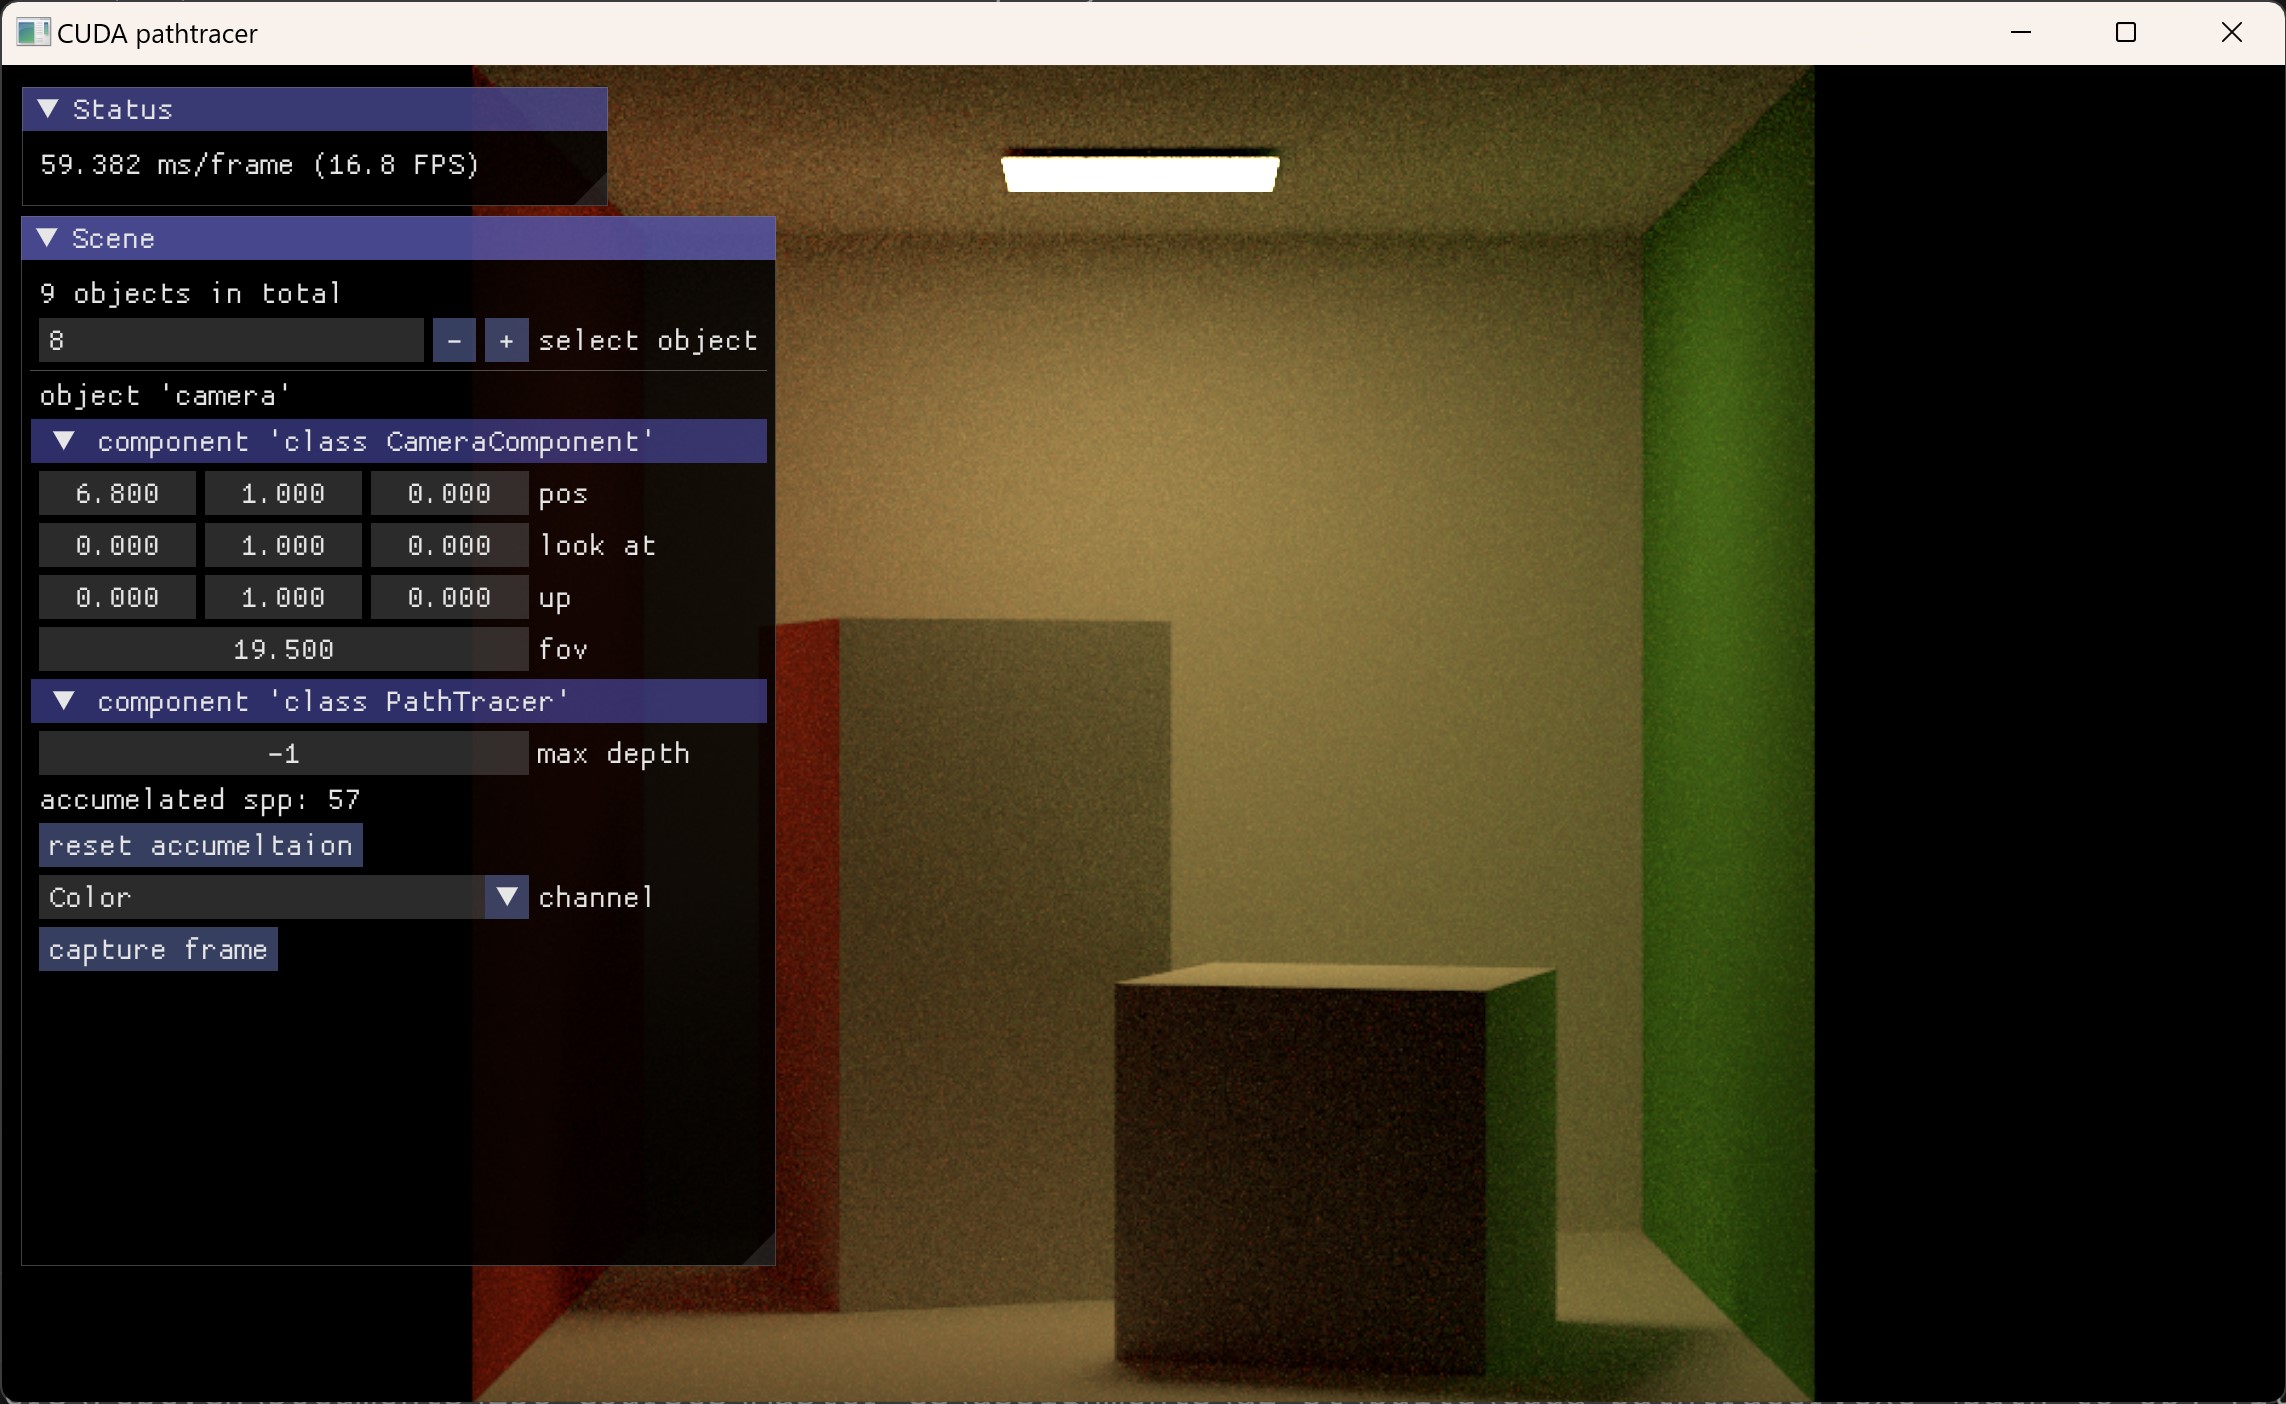 CUDA pathtracer
Status
59.382 ms/frame (16.8 FPS)
Scene
9 objects in total
8 - + select object
object 'camera'
component 'class CameraComponent'
6.800 1.000 0.000 pos
0.000 1.000 0.000 look at
0.000 1.000 0.000 up
19.500 fov
component 'class PathTracer'
-1 max depth
accumelated spp: 57
reset accumeltaion
Color channel
capture frame